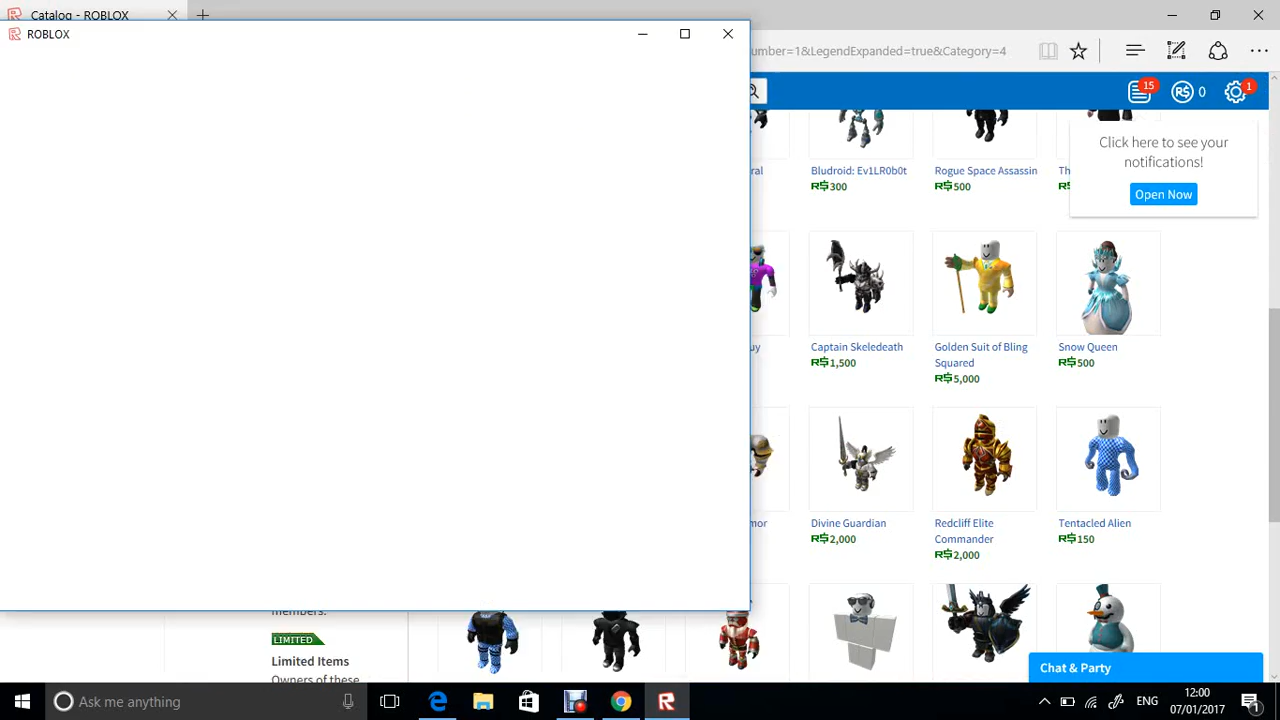 Catalog - ROBLOX
ROBLOX
umber=1&LegendExpanded=true&Category=4
15
R$ 0
1
Click here to see your
notifications!
Open Now
ral
Bludroid: Ev1LR0b0t
R$300
Rogue Space Assassin
R$500
Th
uy
Captain Skeledeath
R$1,500
Golden Suit of Bling
Squared
R$5,000
Snow Queen
R$500
mor
Divine Guardian
R$2,000
Redcliff Elite
Commander
R$2,000
Tentacled Alien
R$150
members.
LIMITED
Limited Items
Owners of these
Chat & Party
Ask me anything
ENG
12:00
07/01/2017
1